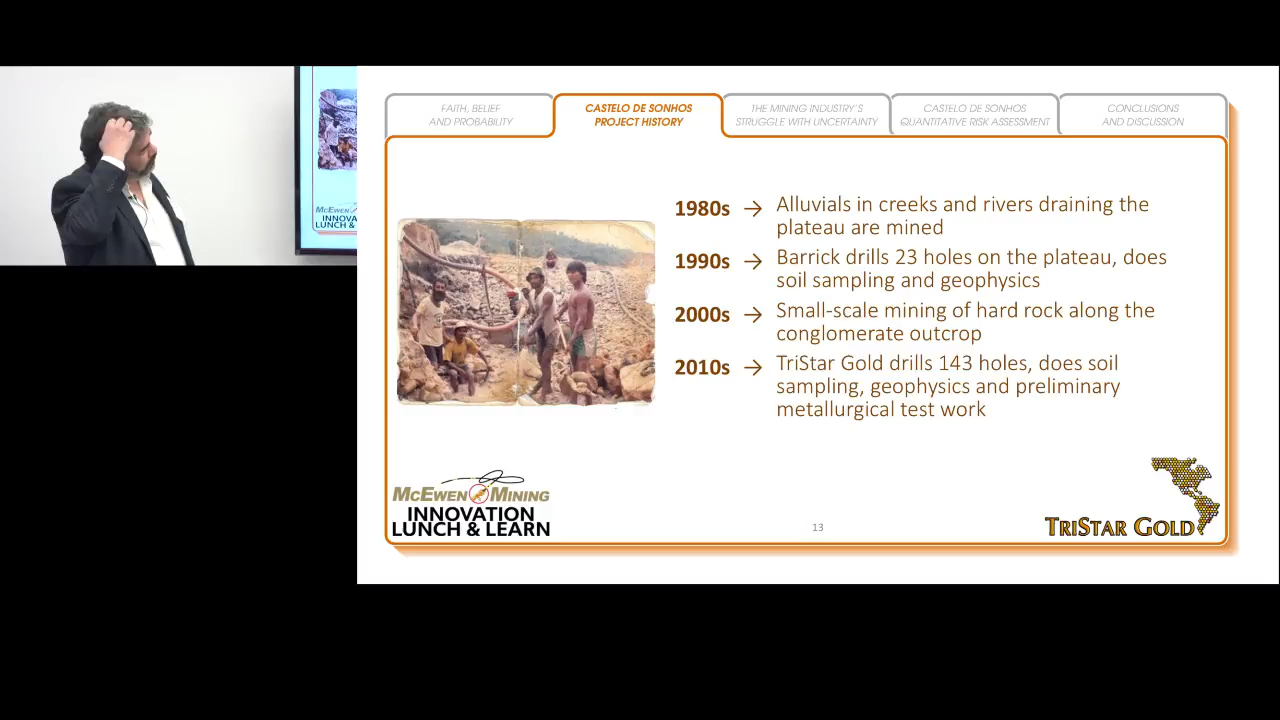 FAITH, BELIEF
AND PROBABILITY
CASTELO DE SONHOS
PROJECT HISTORY
THE MINING INDUSTRY'S
STRUGGLE WITH UNCERTAINTY
CASTELO DE SONHOS
QUANTITATIVE RISK ASSESSMENT
CONCLUSIONS
AND DISCUSSION
1980s → Alluvials in creeks and rivers draining the
plateau are mined
1990s → Barrick drills 23 holes on the plateau, does
soil sampling and geophysics
2000s → Small-scale mining of hard rock along the
conglomerate outcrop
2010s → TriStar Gold drills 143 holes, does soil
sampling, geophysics and preliminary
metallurgical test work
McEWEN MINING
INNOVATION
LUNCH & LEARN
13
TRISTAR GOLD
McEWEN
INNOVA
LUNCH &